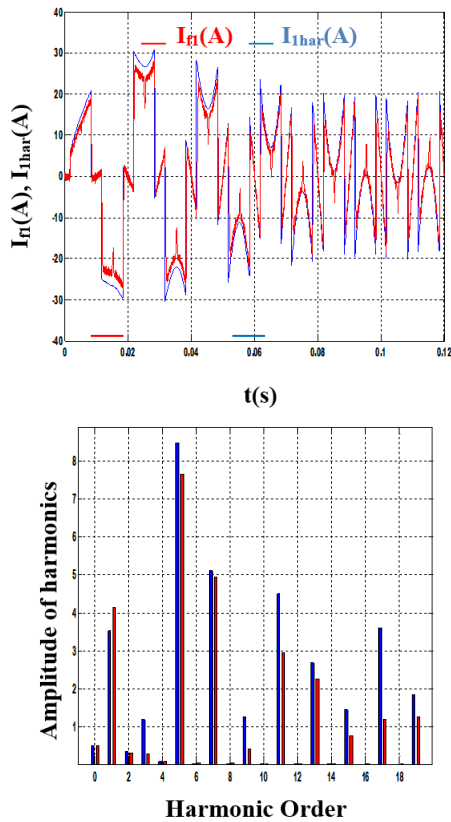 40
I_f1(A) I_1har(A)
30
20
10
0
-10
-20
-30
-40
I_f1(A), I_1har(A)
0 0.02 0.04 0.06 0.08 0.1 0.12
t(s)
8
7
6
5
4
3
2
1
Amplitude of harmonics
0 2 4 6 8 10 12 14 16 18
Harmonic Order